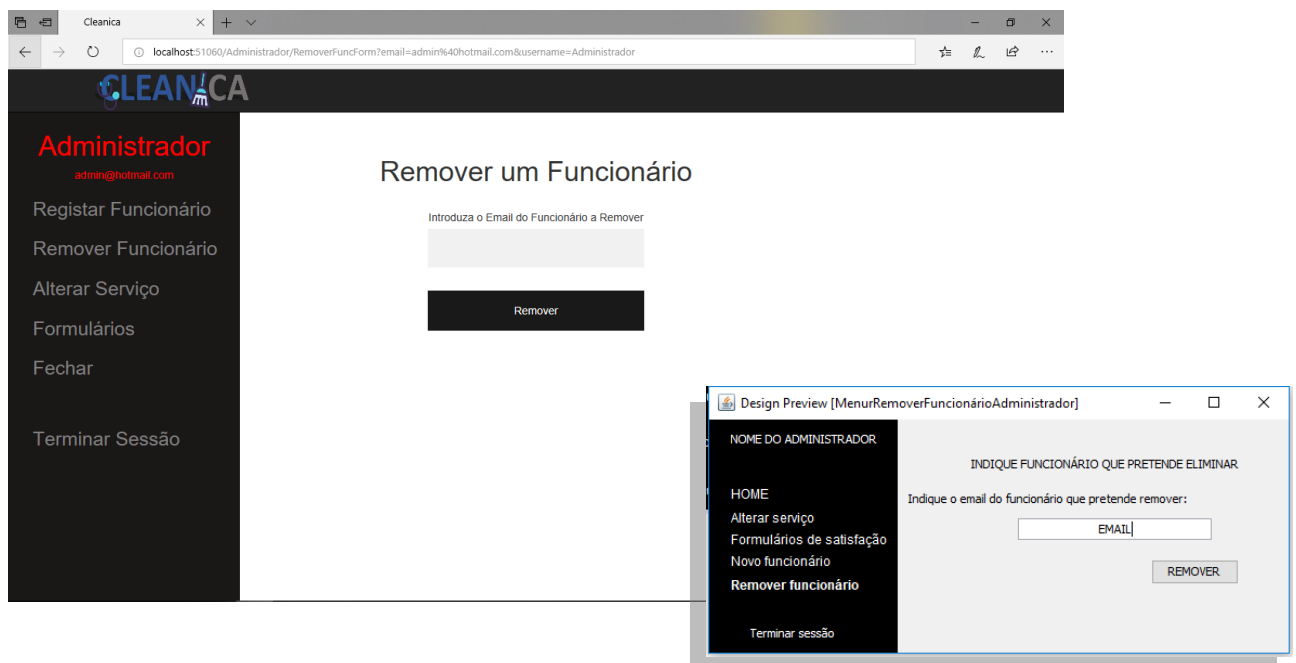 Cleanica
localhost:51060/Administrador/RemoverFuncForm?email=admin%40hotmail.com&username=Administrador
CLEANICA
Administrador
admin@hotmail.com
Registar Funcionário
Remover Funcionário
Alterar Serviço
Formulários
Fechar
Terminar Sessão
Remover um Funcionário
Introduza o Email do Funcionário a Remover
Remover
Design Preview [MenurRemoverFuncionárioAdministrador]
NOME DO ADMINISTRADOR
HOME
Alterar serviço
Formulários de satisfação
Novo funcionário
Remover funcionário
Terminar sessão
INDIQUE FUNCIONÁRIO QUE PRETENDE ELIMINAR
Indique o email do funcionário que pretende remover:
EMAIL
REMOVER